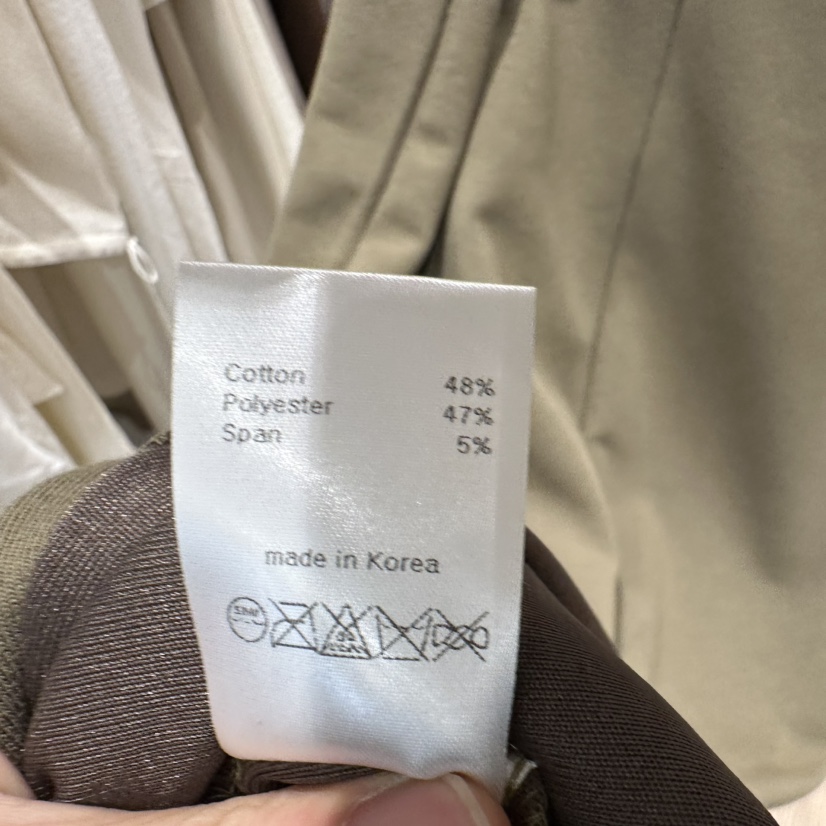 Cotton 48%
Polyester 47%
Span 5%
made in Korea